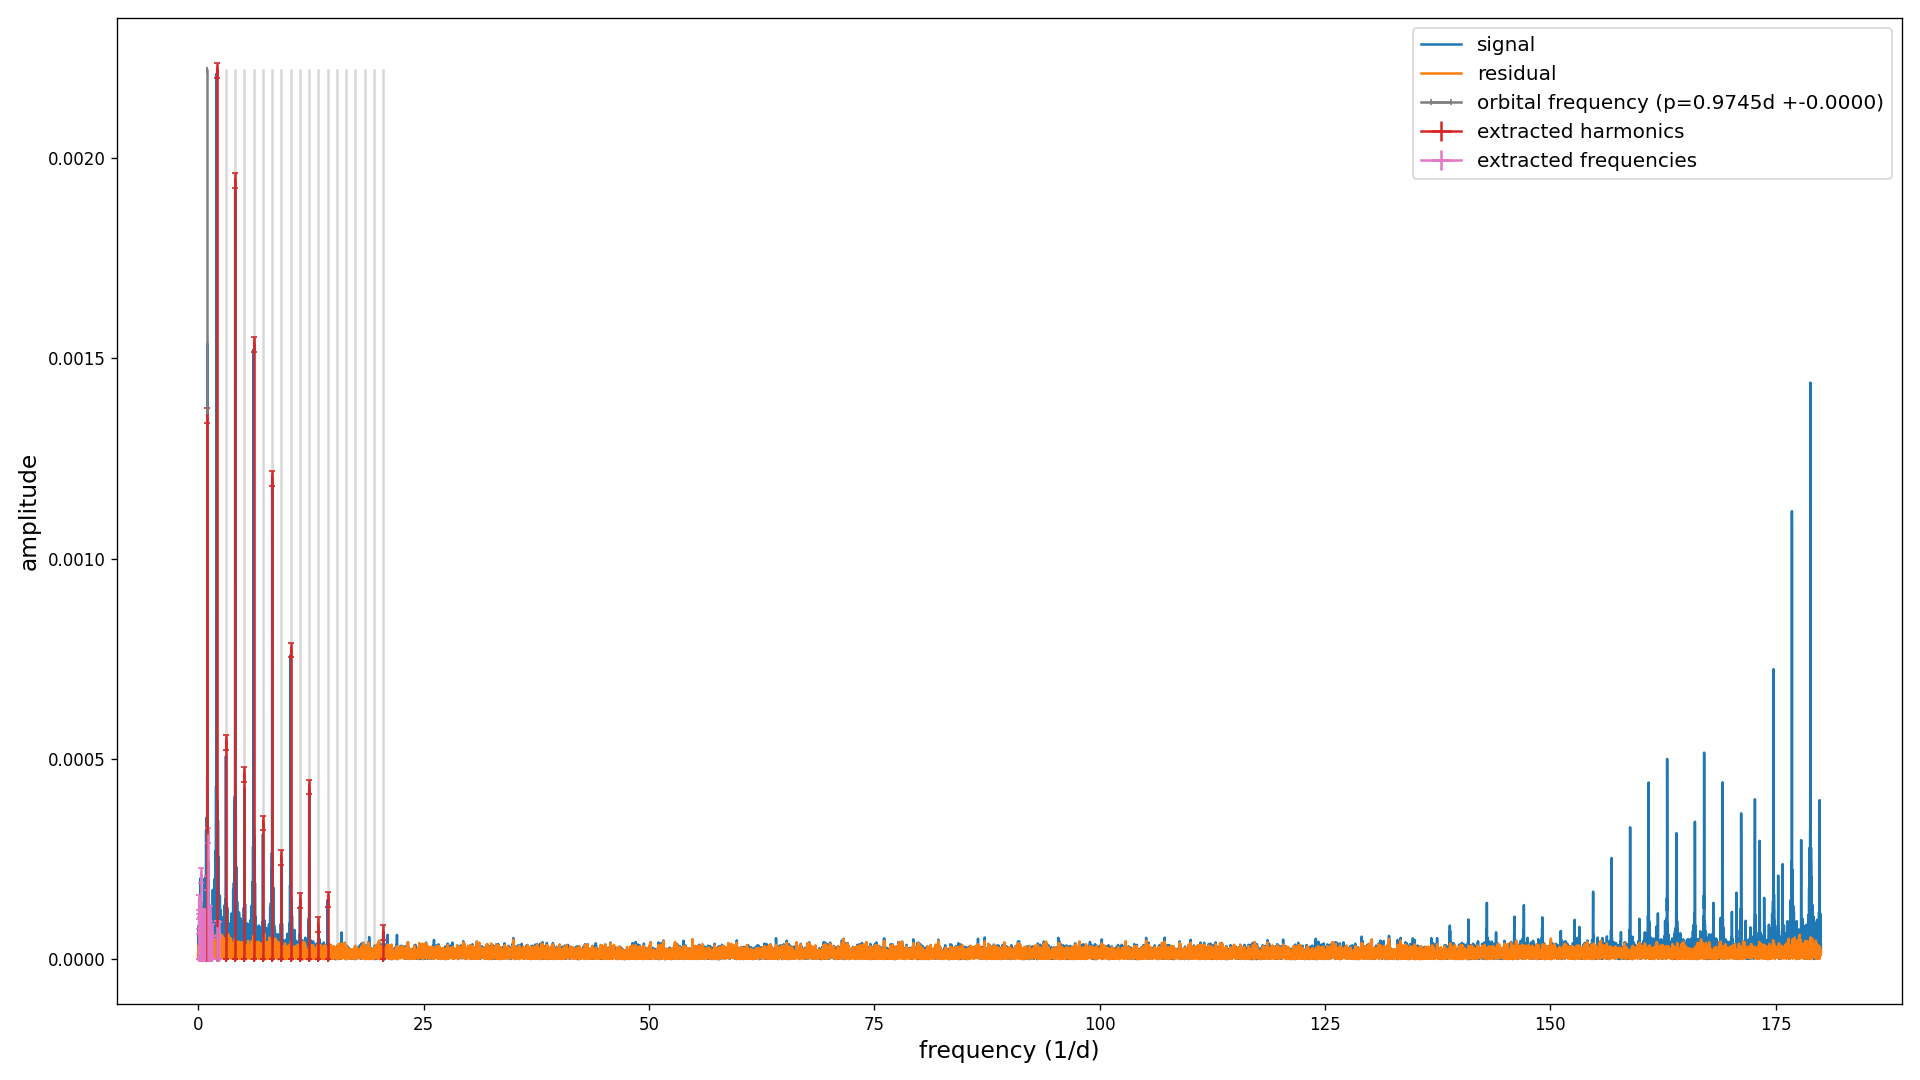 signal
residual
orbital frequency (p=0.9745d +-0.0000)
extracted harmonics
extracted frequencies
amplitude
0.0020
0.0015
0.0010
0.0005
0.0000
0 25 50 75 100 125 150 175
frequency (1/d)